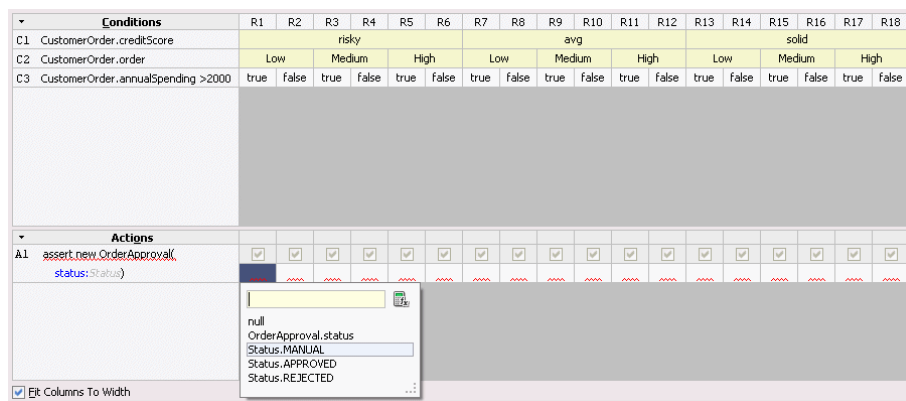 Conditions R1 R2 R3 R4 R5 R6 R7 R8 R9 R10 R11 R12 R13 R14 R15 R16 R17 R18
C1 CustomerOrder.creditScore risky avg solid
C2 CustomerOrder.order Low Medium High Low Medium High Low Medium High
C3 CustomerOrder.annualSpending >2000 true false true false true false true false true false true false true false true false true false
Actions
A1 assert new OrderApproval(
status:Status)
null
OrderApproval.status
Status.MANUAL
Status.APPROVED
Status.REJECTED
Fit Columns To Width